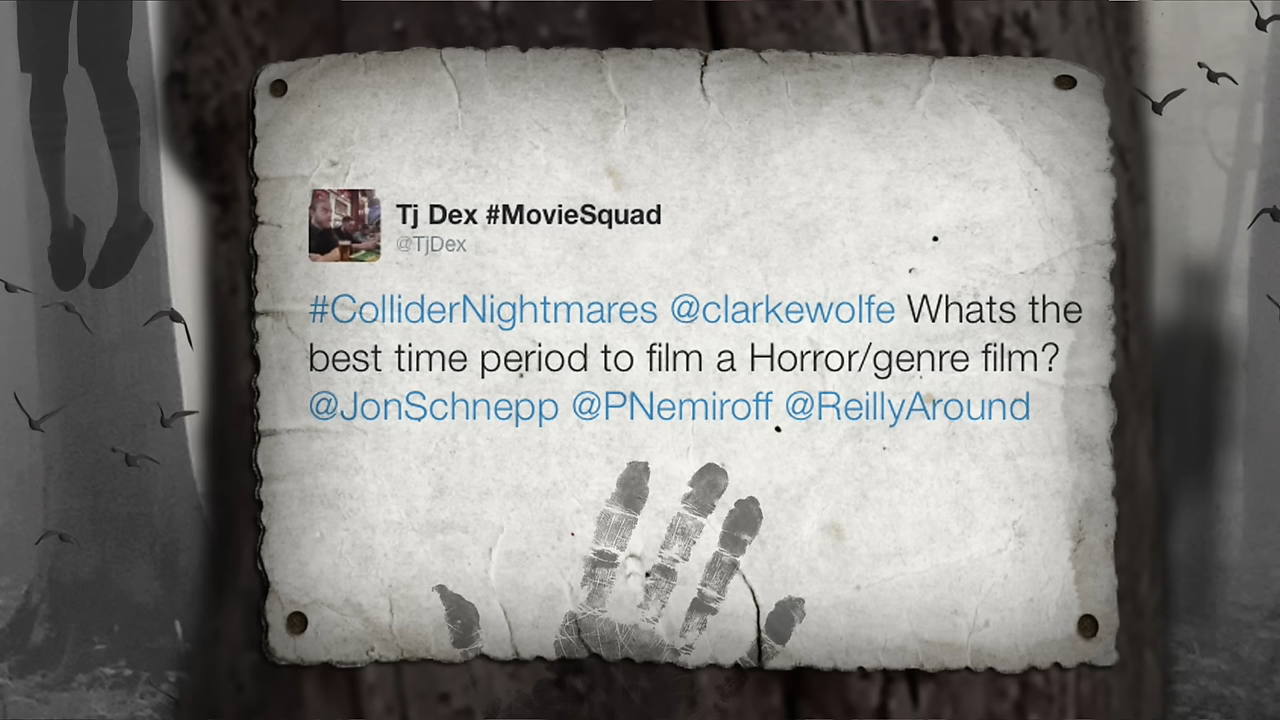 Tj Dex #MovieSquad
@TjDex
#ColliderNightmares @clarkewolfe Whats the
best time period to film a Horror/genre film?
@JonSchnepp @PNemiroff @ReillyAround